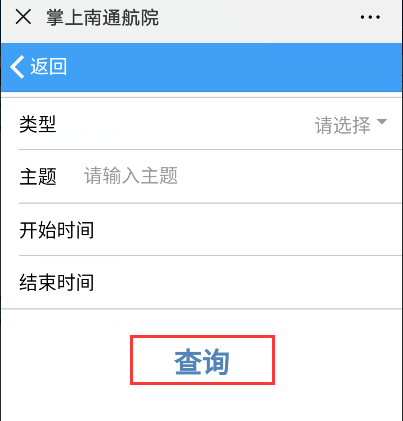 掌上南通航院
返回
类型 请选择
主题 请输入主题
开始时间
结束时间
查询